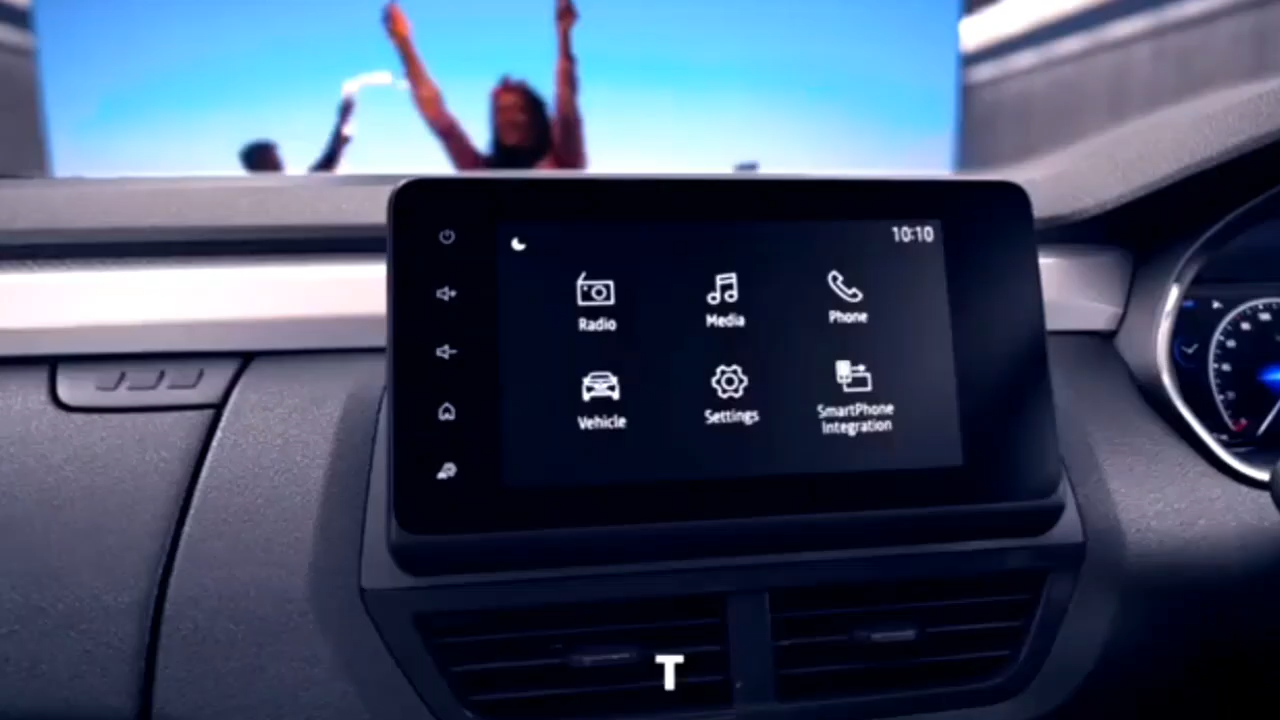 10:10
Radio
Media
Phone
Vehicle
Settings
SmartPhone
Integration
T